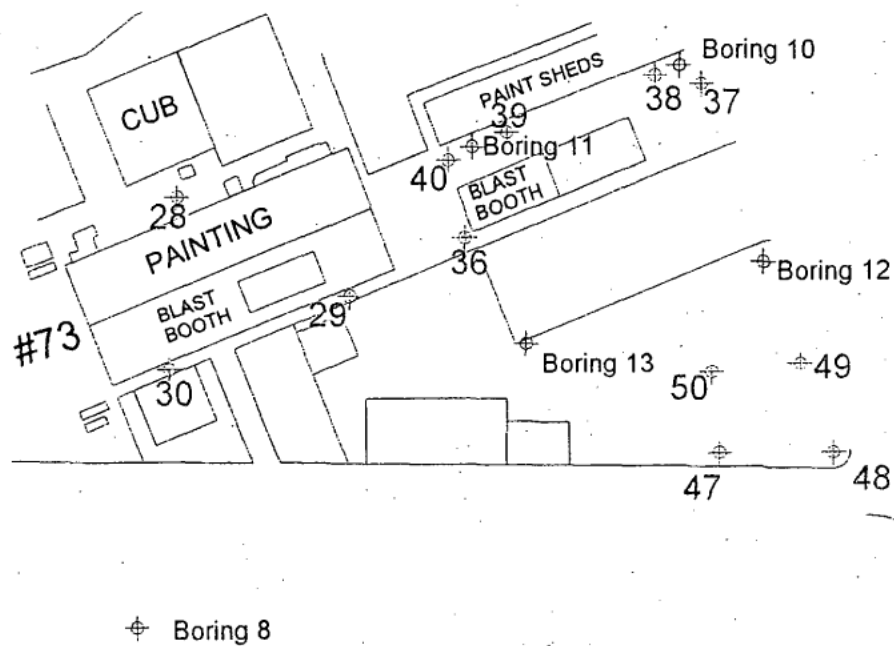 Boring 10
PAINT SHEDS
38
37
CUB
39
Boring 11
40
BLAST
BOOTH
28
PAINTING
36
Boring 12
BLAST
BOOTH
29
#73
Boring 13
49
50
30
47
48
Boring 8